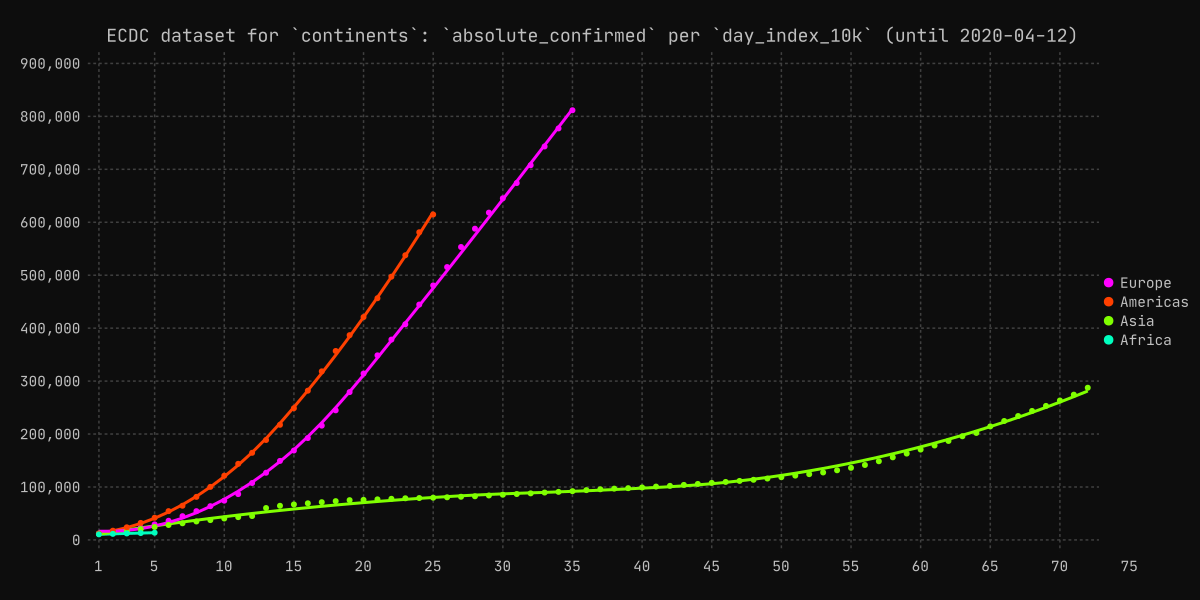 ECDC dataset for `continents`: `absolute_confirmed` per `day_index_10k` (until 2020-04-12)
900,000
800,000
700,000
600,000
500,000
400,000
300,000
200,000
100,000
0
1 5 10 15 20 25 30 35 40 45 50 55 60 65 70 75
Europe
Americas
Asia
Africa